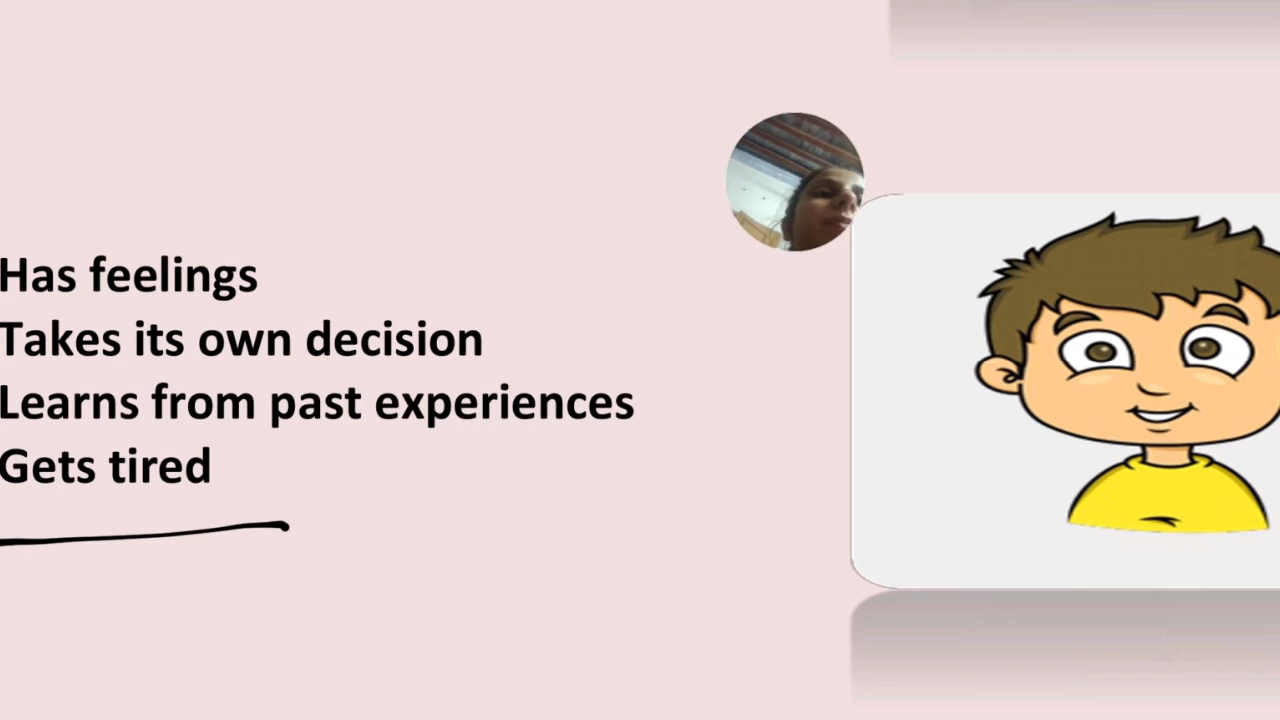 Has feelings
Takes its own decision
Learns from past experiences
Gets tired